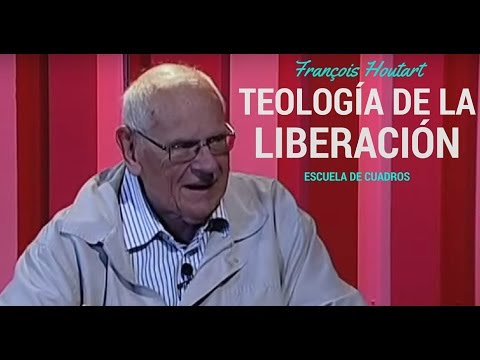 François Houtart
TEOLOGÍA DE LA
LIBERACIÓN
ESCUELA DE CUADROS